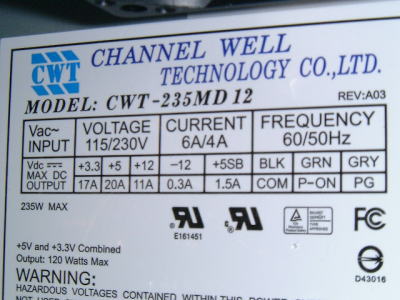 CWT
CHANNEL WELL
TECHNOLOGY CO.,LTD.
MODEL: CWT-235MD12
REV:A03
Vac~ INPUT VOLTAGE 115/230V CURRENT 6A/4A FREQUENCY 60/50Hz
Vdc MAX DC OUTPUT
+3.3 +5 +12 -12 +5SB BLK GRN GRY
17A 20A 11A 0.3A 1.5A COM P-ON PG
235W MAX
E161451
FC
D43016
+5V and +3.3V Combined
Output: 120 Watts Max
WARNING:
HAZARDOUS VOLTAGES CONTAINED WITHIN THIS POWER